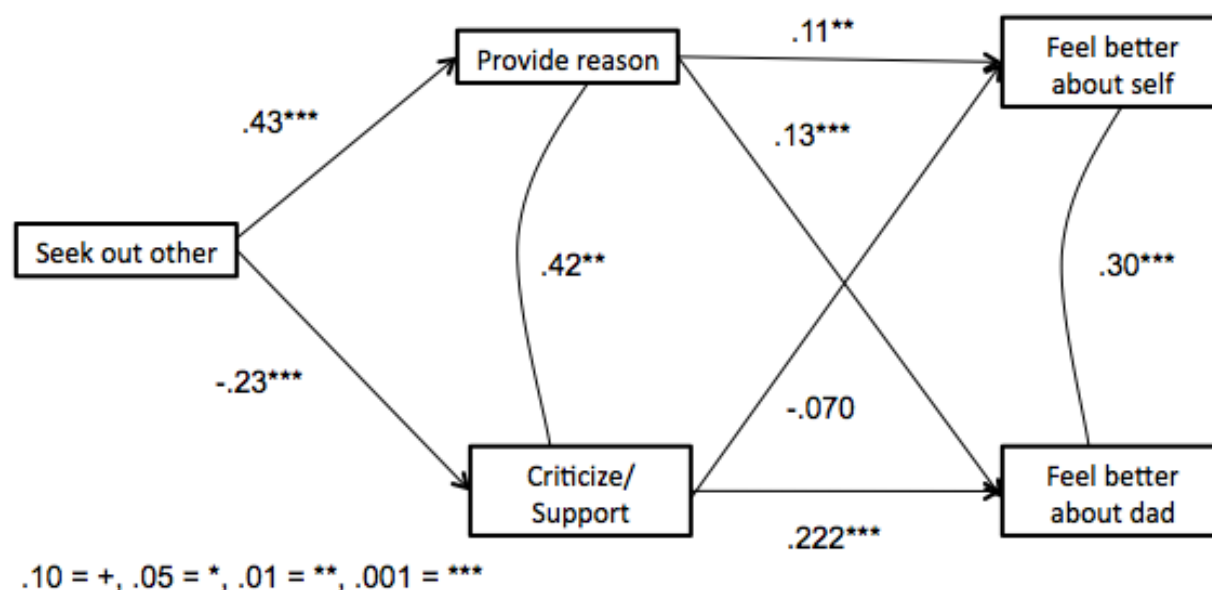 .11**
Provide reason
Feel better
about self
.43***
.13***
Seek out other
.42**
.30***
-.23***
-.070
Criticize/
Support
Feel better
about dad
.222***
.10 = +, .05 = *, .01 = **, .001 = ***